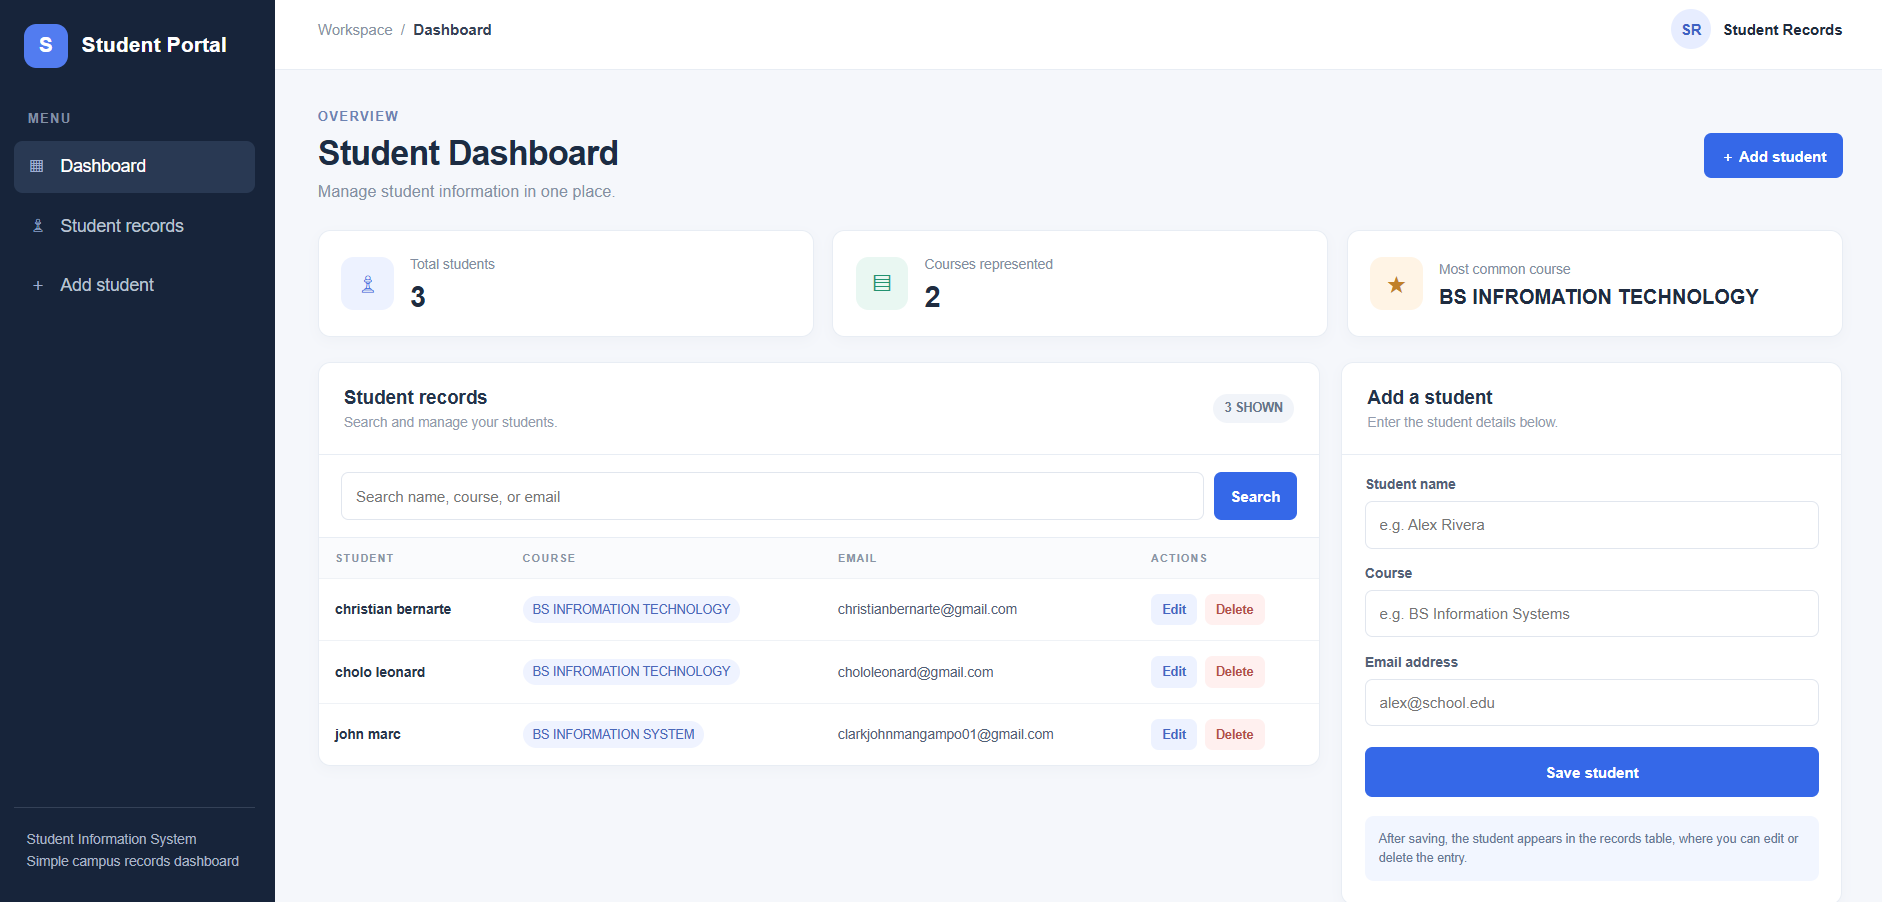 S Student Portal
MENU
Dashboard
Student records
+ Add student
Student Information System
Simple campus records dashboard
Workspace / Dashboard
SR Student Records
OVERVIEW
Student Dashboard
Manage student information in one place.
+ Add student
Total students
3
Courses represented
2
Most common course
BS INFROMATION TECHNOLOGY
Student records
Search and manage your students.
3 SHOWN
Search name, course, or email
Search
STUDENT COURSE EMAIL ACTIONS
christian bernarte BS INFROMATION TECHNOLOGY christianbernarte@gmail.com Edit Delete
cholo leonard BS INFROMATION TECHNOLOGY chololeonard@gmail.com Edit Delete
john marc BS INFORMATION SYSTEM clarkjohnmangampo01@gmail.com Edit Delete
Add a student
Enter the student details below.
Student name
e.g. Alex Rivera
Course
e.g. BS Information Systems
Email address
alex@school.edu
Save student
After saving, the student appears in the records table, where you can edit or
delete the entry.